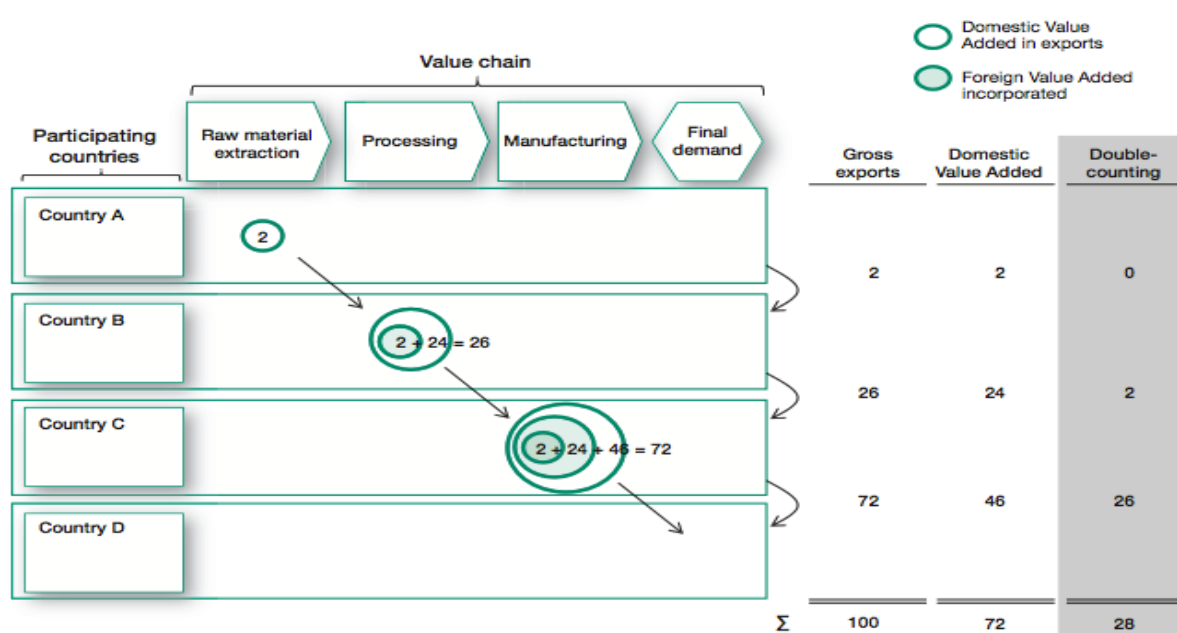 Domestic Value
Added in exports
Foreign Value Added
incorporated
Value chain
Participating
countries
Raw material
extraction
Processing
Manufacturing
Final
demand
Gross
exports
Domestic
Value Added
Double-
counting
Country A
2
2 2 0
Country B
2 + 24 = 26
26 24 2
Country C
2 + 24 + 46 = 72
72 46 26
Country D
Σ 100 72 28